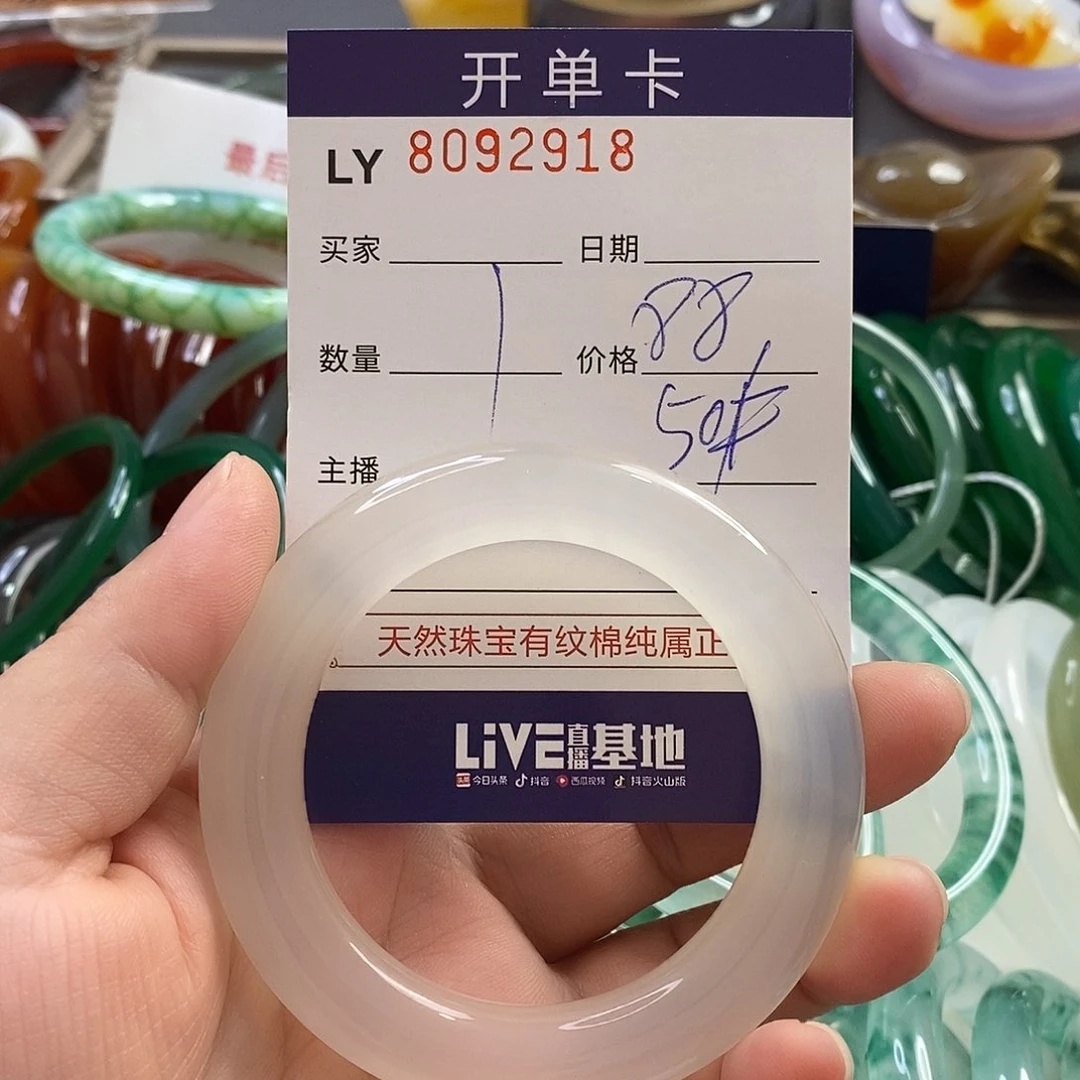 开单卡
LY 8092918
买家 日期
数量 1 价格 88
50#
主播
天然珠宝有纹棉纯属正
LIVE直播基地
今日头条 抖音 西瓜视频 抖音火山版
最后